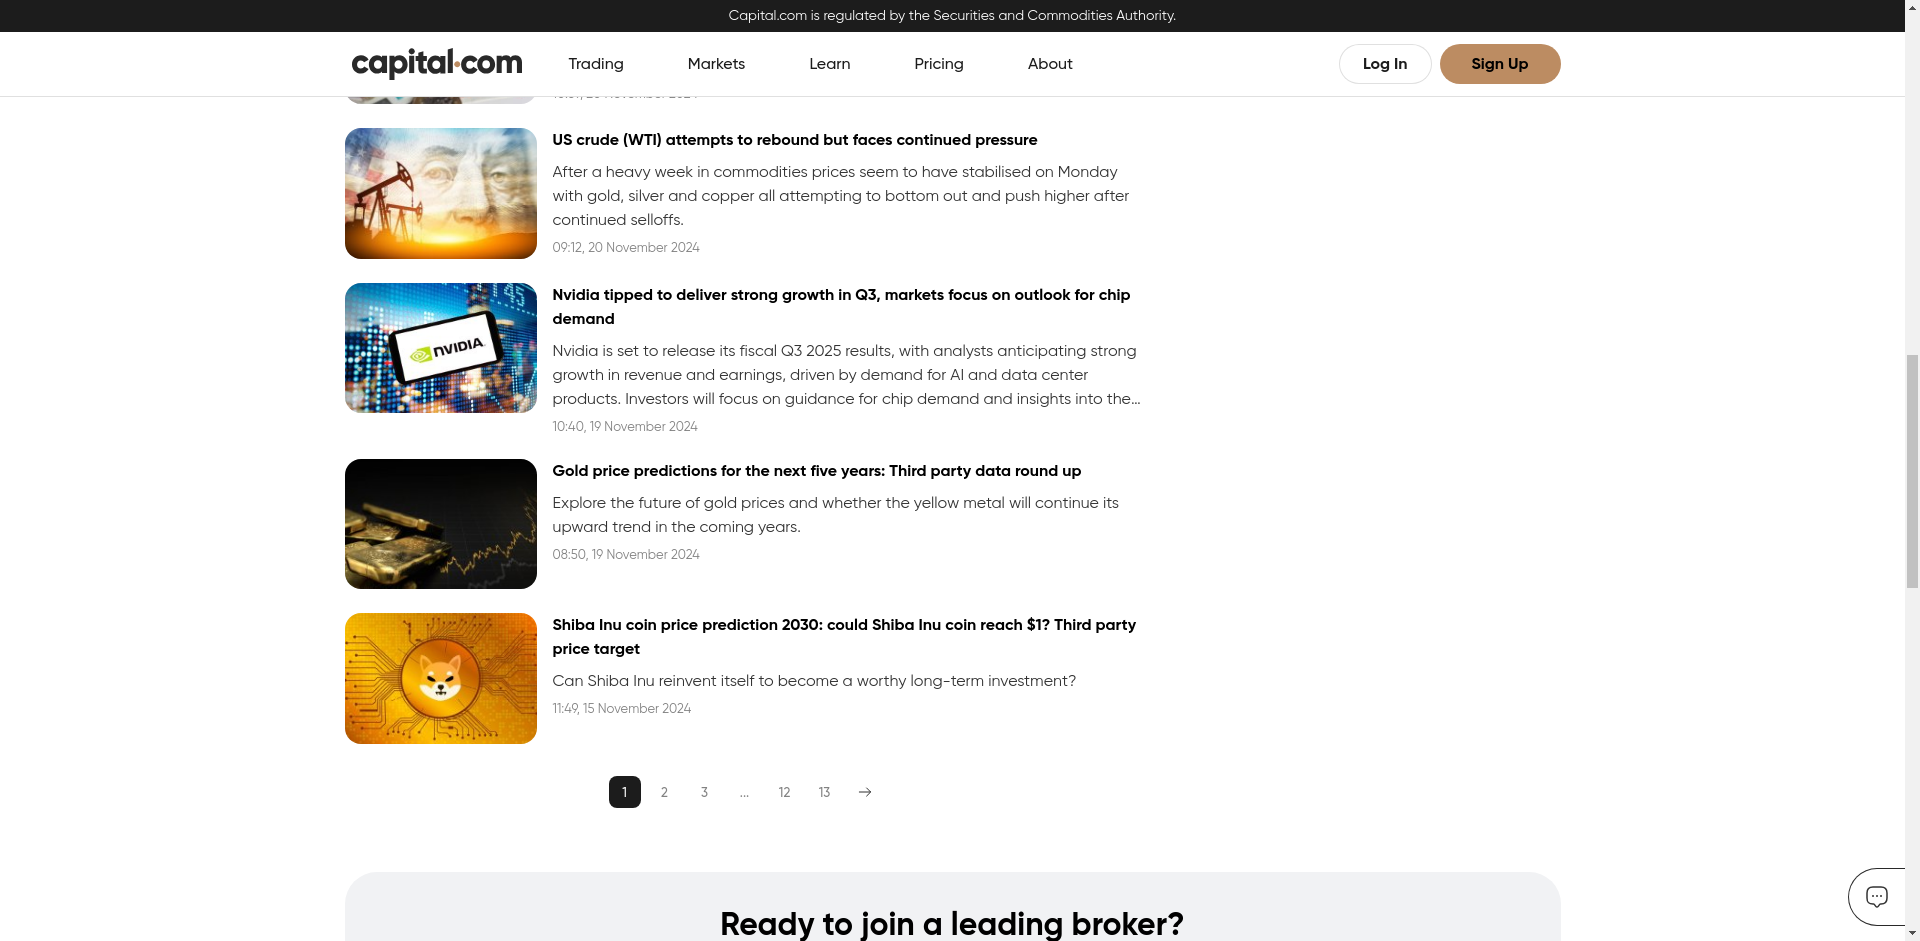 Capital.com is regulated by the Securities and Commodities Authority.
capital.com
Trading
Markets
Learn
Pricing
About
Log In
Sign Up
US crude (WTI) attempts to rebound but faces continued pressure
After a heavy week in commodities prices seem to have stabilised on Monday
with gold, silver and copper all attempting to bottom out and push higher after
continued selloffs.
09:12, 20 November 2024
1.45
NVIDIA
Nvidia tipped to deliver strong growth in Q3, markets focus on outlook for chip
demand
Nvidia is set to release its fiscal Q3 2025 results, with analysts anticipating strong
growth in revenue and earnings, driven by demand for AI and data center
products. Investors will focus on guidance for chip demand and insights into the...
10:40, 19 November 2024
Gold price predictions for the next five years: Third party data round up
Explore the future of gold prices and whether the yellow metal will continue its
upward trend in the coming years.
08:50, 19 November 2024
Shiba Inu coin price prediction 2030: could Shiba Inu coin reach $1? Third party
price target
Can Shiba Inu reinvent itself to become a worthy long-term investment?
11:49, 15 November 2024
1 2 3 ... 12 13
Ready to join a leading broker?